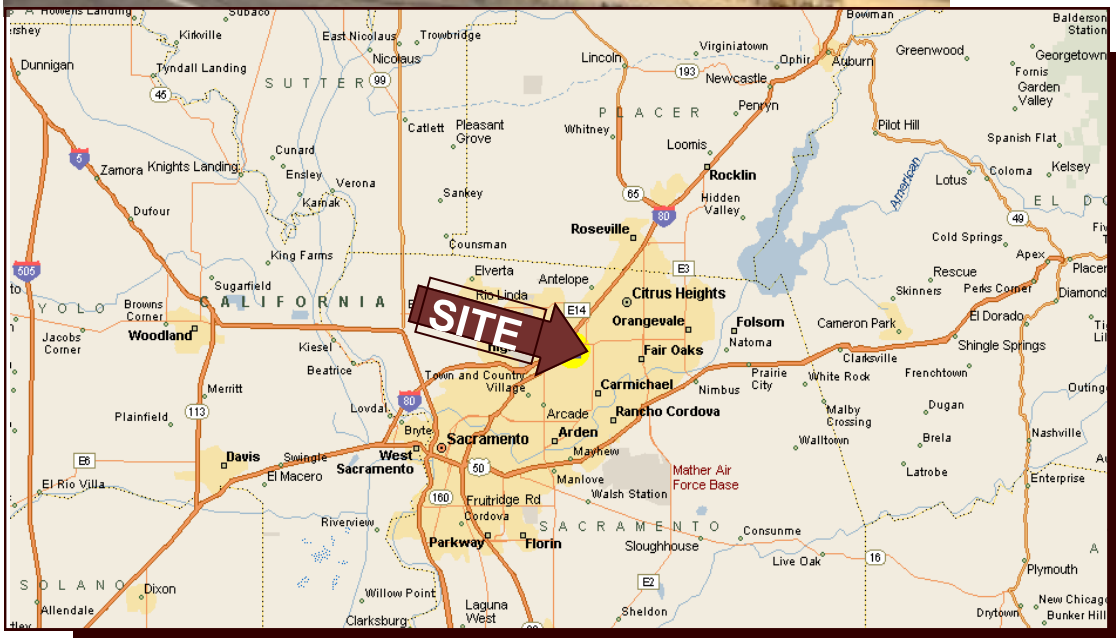 Howens Landing
Subaco
Bowman
Balderson
Station
ershey
Kirkville
East Nicolaus
Trowbridge
Nicolaus
Virginiatown
Ophir
Auburn
Greenwood
Georgetown
Dunnigan
Tyndall Landing
SUTTER
99
Lincoln
193
Newcastle
Fornis
Garden
Valley
45
PLACER
Penryn
Catlett
Pleasant
Grove
Whitney
Pilot Hill
Spanish Flat
5
Zamora
Knights Landing
Cunard
Ensley
Verona
Karnak
Loomis
Rocklin
American
Lotus
Coloma
Kelsey
Sankey
65
Hidden
Valley
EL DO
Dufour
80
49
Roseville
Counsman
Cold Springs
King Farms
505
Elverta
Antelope
E3
Apex
Placer
to
Sugarfield
Rio Linda
Citrus Heights
Rescue
Skinners
Perks Corner
Diamond
YOLO
CALIFORNIA
Browns
Corner
E14
SITE
Orangevale
Folsom
Cameron Park
El Dorado
Woodland
Jacobs
Corner
Kiesel
Fair Oaks
Natoma
Clarksville
Shingle Springs
Beatrice
Town and Country
Village
Carmichael
Nimbus
Prairie
City
White Rock
Frenchtown
Merritt
80
Outing
113
Plainfield
Lovdal
Arcade
Rancho Cordova
Malby
Crossing
Dugan
Bryte
Sacramento
Arden
Walltown
Brela
Nashville
E6
Davis
Swingle
West
Sacramento
50
Mayhew
Mather Air
Force Base
Latrobe
El Rio Villa
El Macero
Manlove
Walsh Station
Enterprise
160
Fruitridge Rd
Cordova
Riverview
SACRAMENTO
Consumne
Parkway
Florin
Sloughhouse
Live Oak
16
Plymouth
SOLANO
Dixon
E2
Willow Point
Laguna
West
New Chicago
Allendale
Clarksburg
Sheldon
Drytown
Bunker Hill